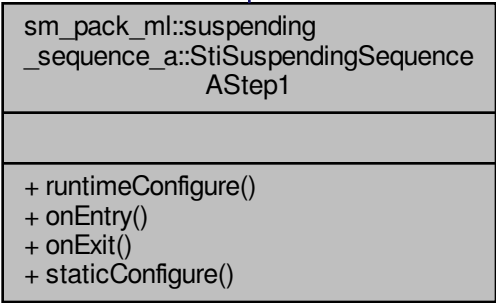 sm_pack_ml::suspending
_sequence_a::StiSuspendingSequence
AStep1
+ runtimeConfigure()
+ onEntry()
+ onExit()
+ staticConfigure()